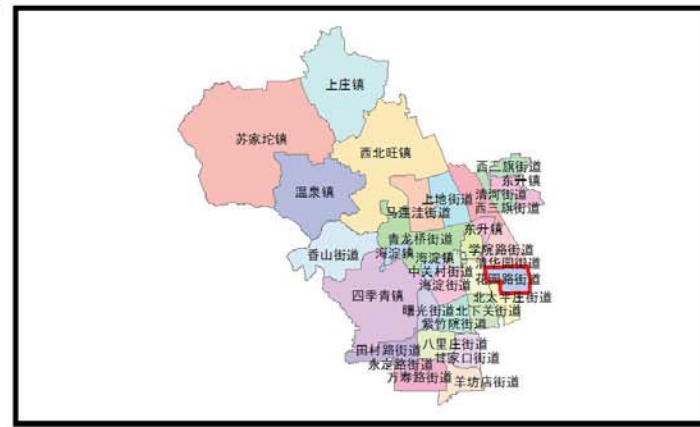 上庄镇
苏家坨镇
西北旺镇
西二旗街道
东升镇
温泉镇
上地街道
清河街道
马连洼街道
西三旗街道
东升镇
青龙桥街道
学院路街道
香山街道
海淀镇
海淀镇
清华园街道
中关村街道
花园路街道
海淀街道
四季青镇
北太平庄街道
曙光街道
北下关街道
紫竹院街道
田村路街道
八里庄街道
永定路街道
甘家口街道
万寿路街道
羊坊店街道